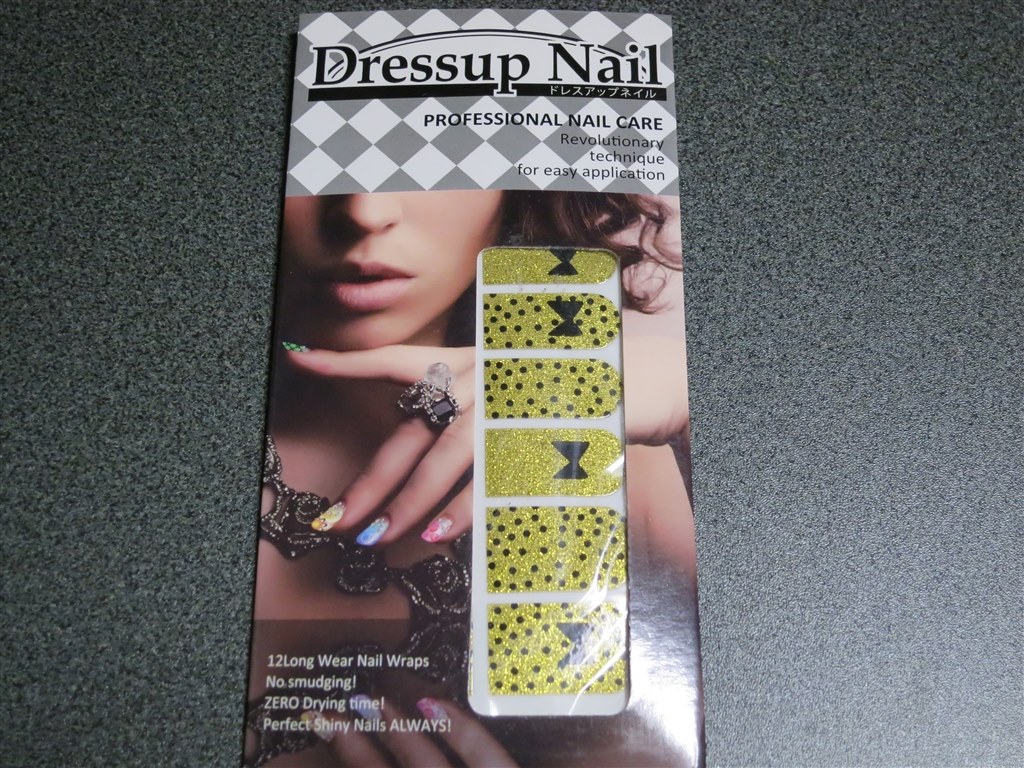 Dressup Nail
ドレスアップネイル
PROFESSIONAL NAIL CARE
Revolutionary
technique
for easy application
12Long Wear Nail Wraps
No smudging!
ZERO Drying time!
Perfect Shiny Nails ALWAYS!